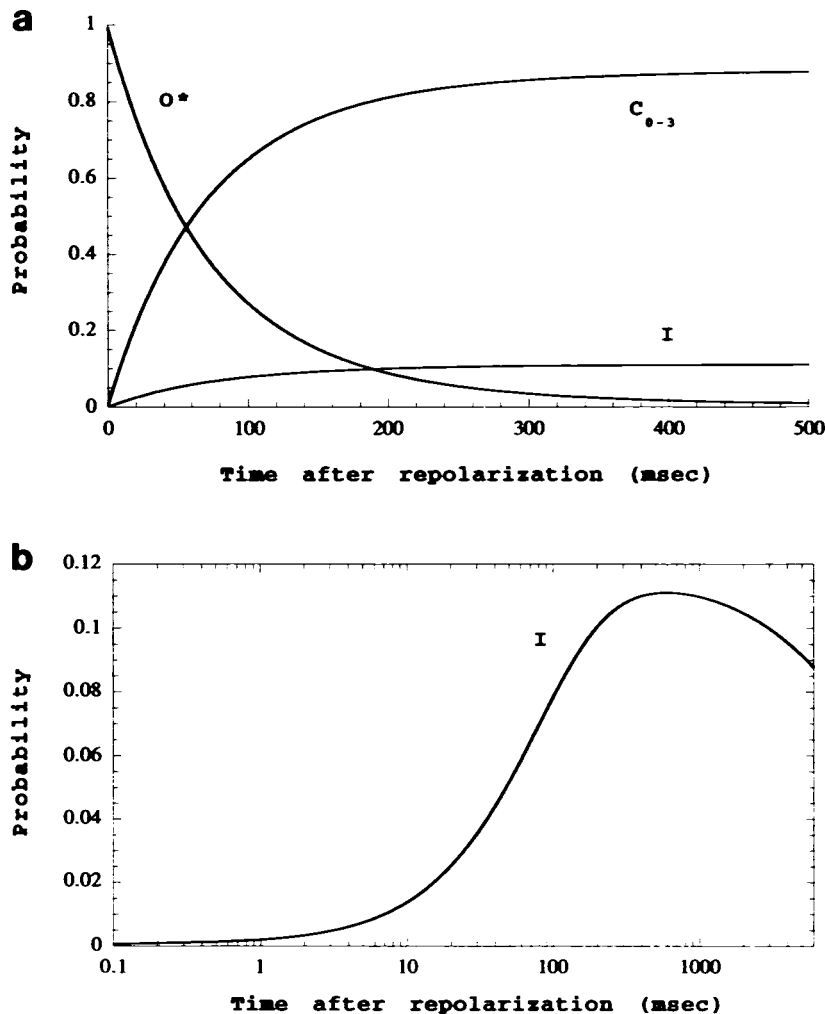 a
1
0.8
0.6
0.4
0.2
0
Probability
O*
C0-3
I
0 100 200 300 400 500
Time after repolarization (msec)
b
0.12
0.1
0.08
0.06
0.04
0.02
0
Probability
I
0.1 1 10 100 1000
Time after repolarization (msec)